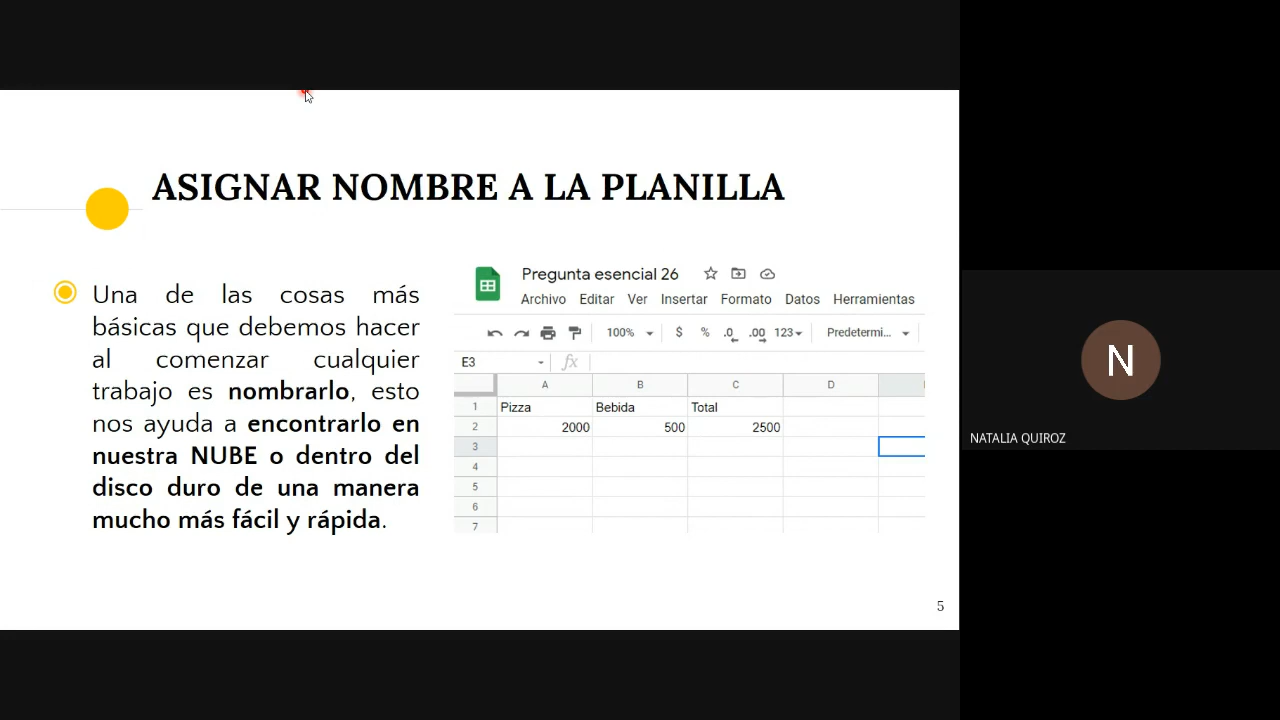 ASIGNAR NOMBRE A LA PLANILLA
Una de las cosas más
básicas que debemos hacer
al comenzar cualquier
trabajo es nombrarlo, esto
nos ayuda a encontrarlo en
nuestra NUBE o dentro del
disco duro de una manera
mucho más fácil y rápida.
Pregunta esencial 26
Archivo Editar Ver Insertar Formato Datos Herramientas
100% $ % .0 .00 123 Predetermi...
E3 fx
A B C D
1 Pizza Bebida Total
2 2000 500 2500
3
4
5
6
7
5
N
NATALIA QUIROZ